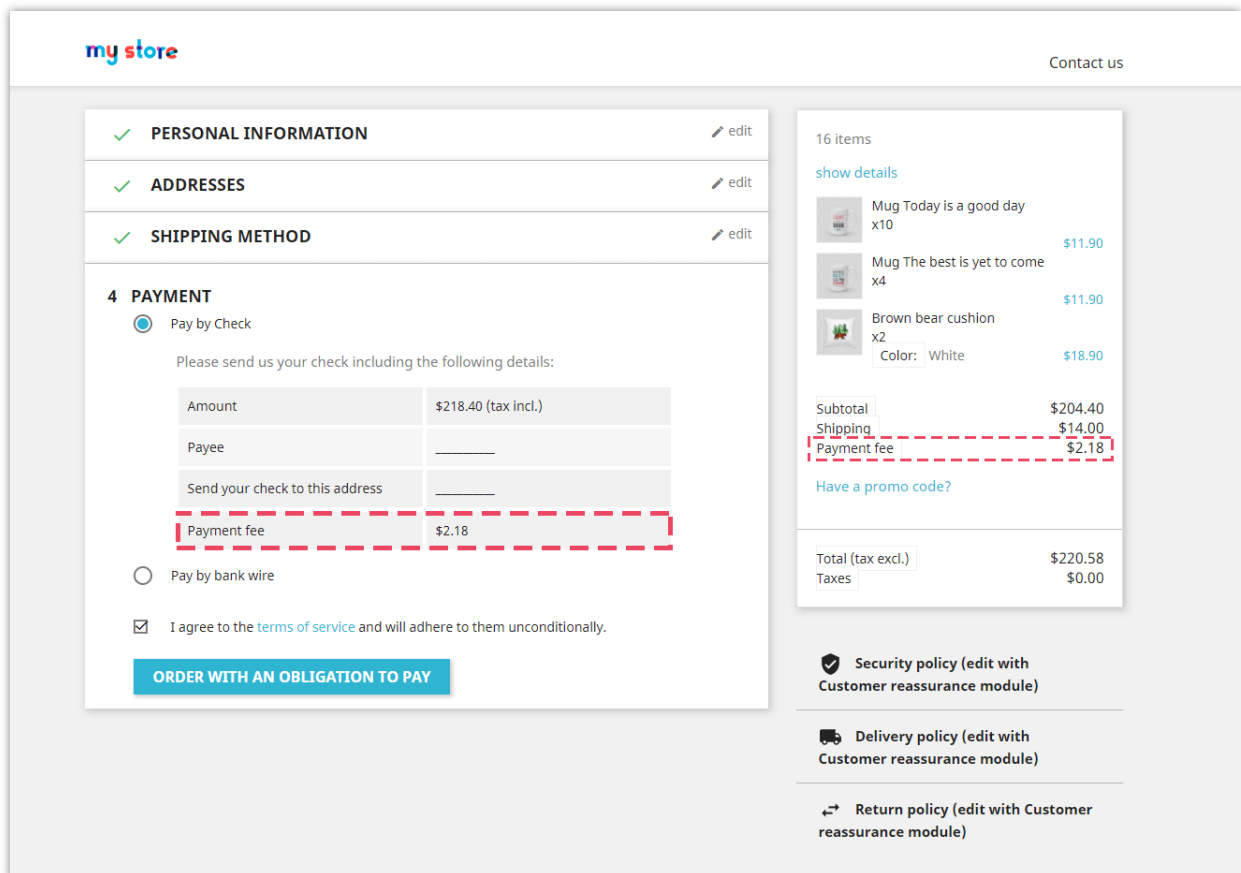 my store
Contact us
PERSONAL INFORMATION
edit
ADDRESSES
edit
SHIPPING METHOD
edit
4 PAYMENT
Pay by Check
Please send us your check including the following details:
Amount $218.40 (tax incl.)
Payee __________
Send your check to this address __________
Payment fee $2.18
Pay by bank wire
I agree to the terms of service and will adhere to them unconditionally.
ORDER WITH AN OBLIGATION TO PAY
16 items
show details
Mug Today is a good day
x10
$11.90
Mug The best is yet to come
x4
$11.90
Brown bear cushion
x2
Color: White $18.90
Subtotal $204.40
Shipping $14.00
Payment fee $2.18
Have a promo code?
Total (tax excl.) $220.58
Taxes $0.00
Security policy (edit with
Customer reassurance module)
Delivery policy (edit with
Customer reassurance module)
Return policy (edit with Customer
reassurance module)